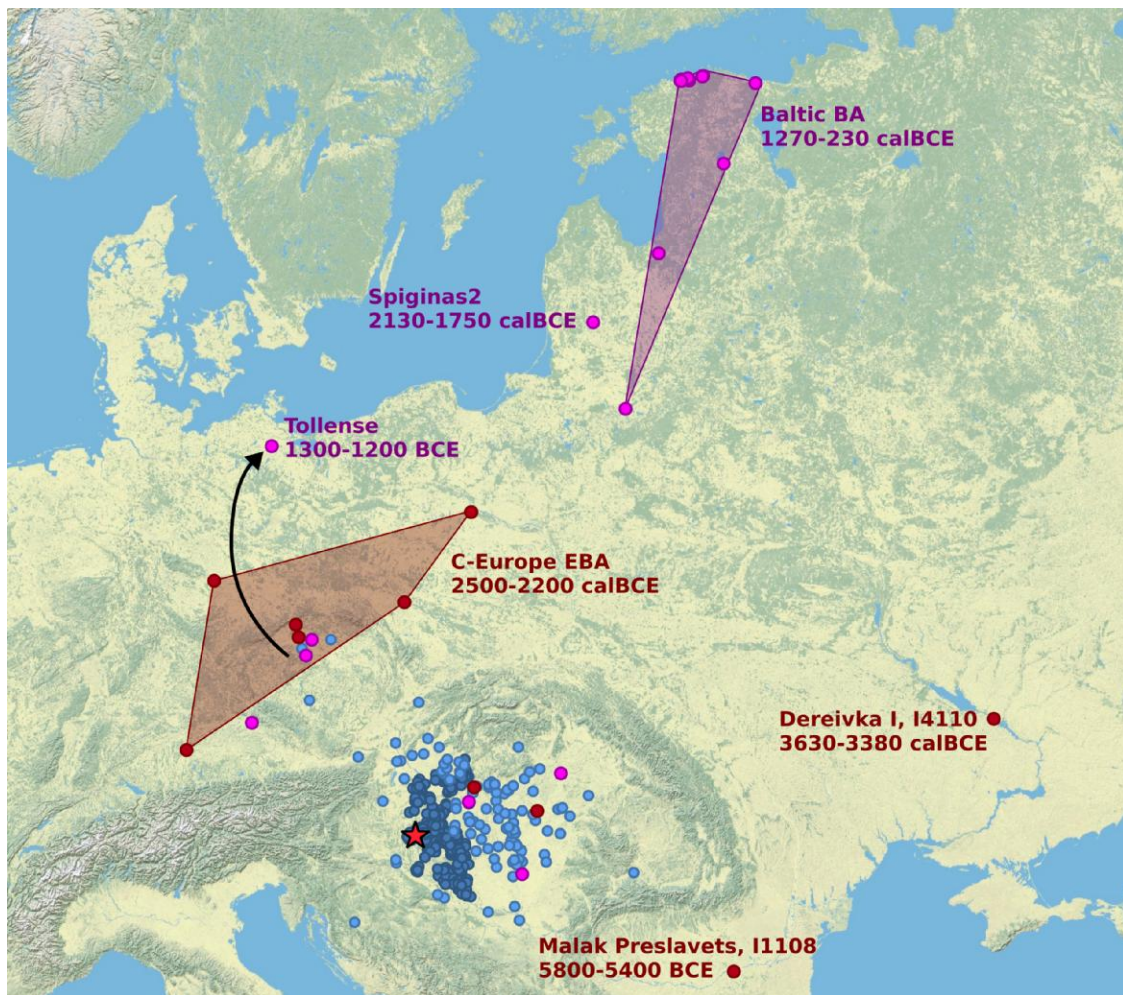 Baltic BA
1270-230 calBCE
Spiginas2
2130-1750 calBCE
Tollense
1300-1200 BCE
C-Europe EBA
2500-2200 calBCE
Dereivka I, I4110
3630-3380 calBCE
Malak Preslavets, I1108
5800-5400 BCE